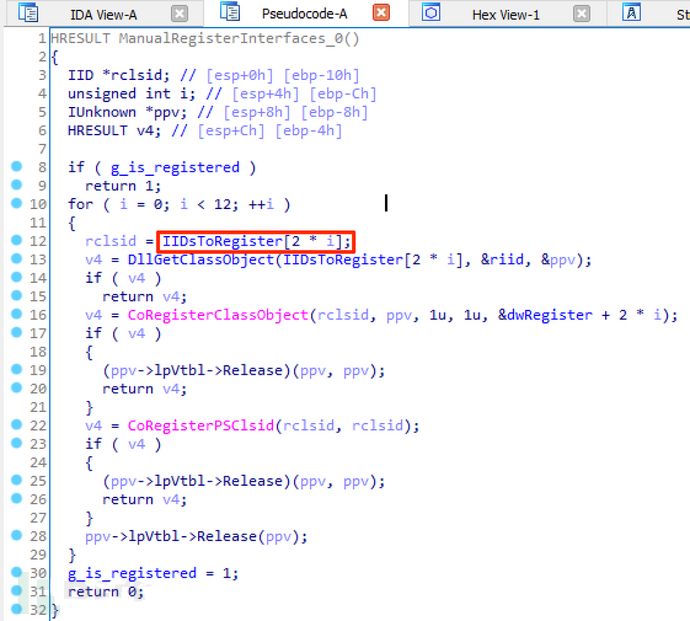 IDA View-A Pseudocode-A Hex View-1 St
1 HRESULT ManualRegisterInterfaces_0()
2 {
3 IID *rclsid; // [esp+0h] [ebp-10h]
4 unsigned int i; // [esp+4h] [ebp-Ch]
5 IUnknown *ppv; // [esp+8h] [ebp-8h]
6 HRESULT v4; // [esp+Ch] [ebp-4h]
7
8 if ( g_is_registered )
9 return 1;
10 for ( i = 0; i < 12; ++i )
11 {
12 rclsid = IIDsToRegister[2 * i];
13 v4 = DllGetClassObject(IIDsToRegister[2 * i], &riid, &ppv);
14 if ( v4 )
15 return v4;
16 v4 = CoRegisterClassObject(rclsid, ppv, 1u, 1u, &dwRegister + 2 * i);
17 if ( v4 )
18 {
19 (ppv->lpVtbl->Release)(ppv, ppv);
20 return v4;
21 }
22 v4 = CoRegisterPSClsid(rclsid, rclsid);
23 if ( v4 )
24 {
25 (ppv->lpVtbl->Release)(ppv, ppv);
26 return v4;
27 }
28 ppv->lpVtbl->Release(ppv);
29 }
30 g_is_registered = 1;
31 return 0;
32 }